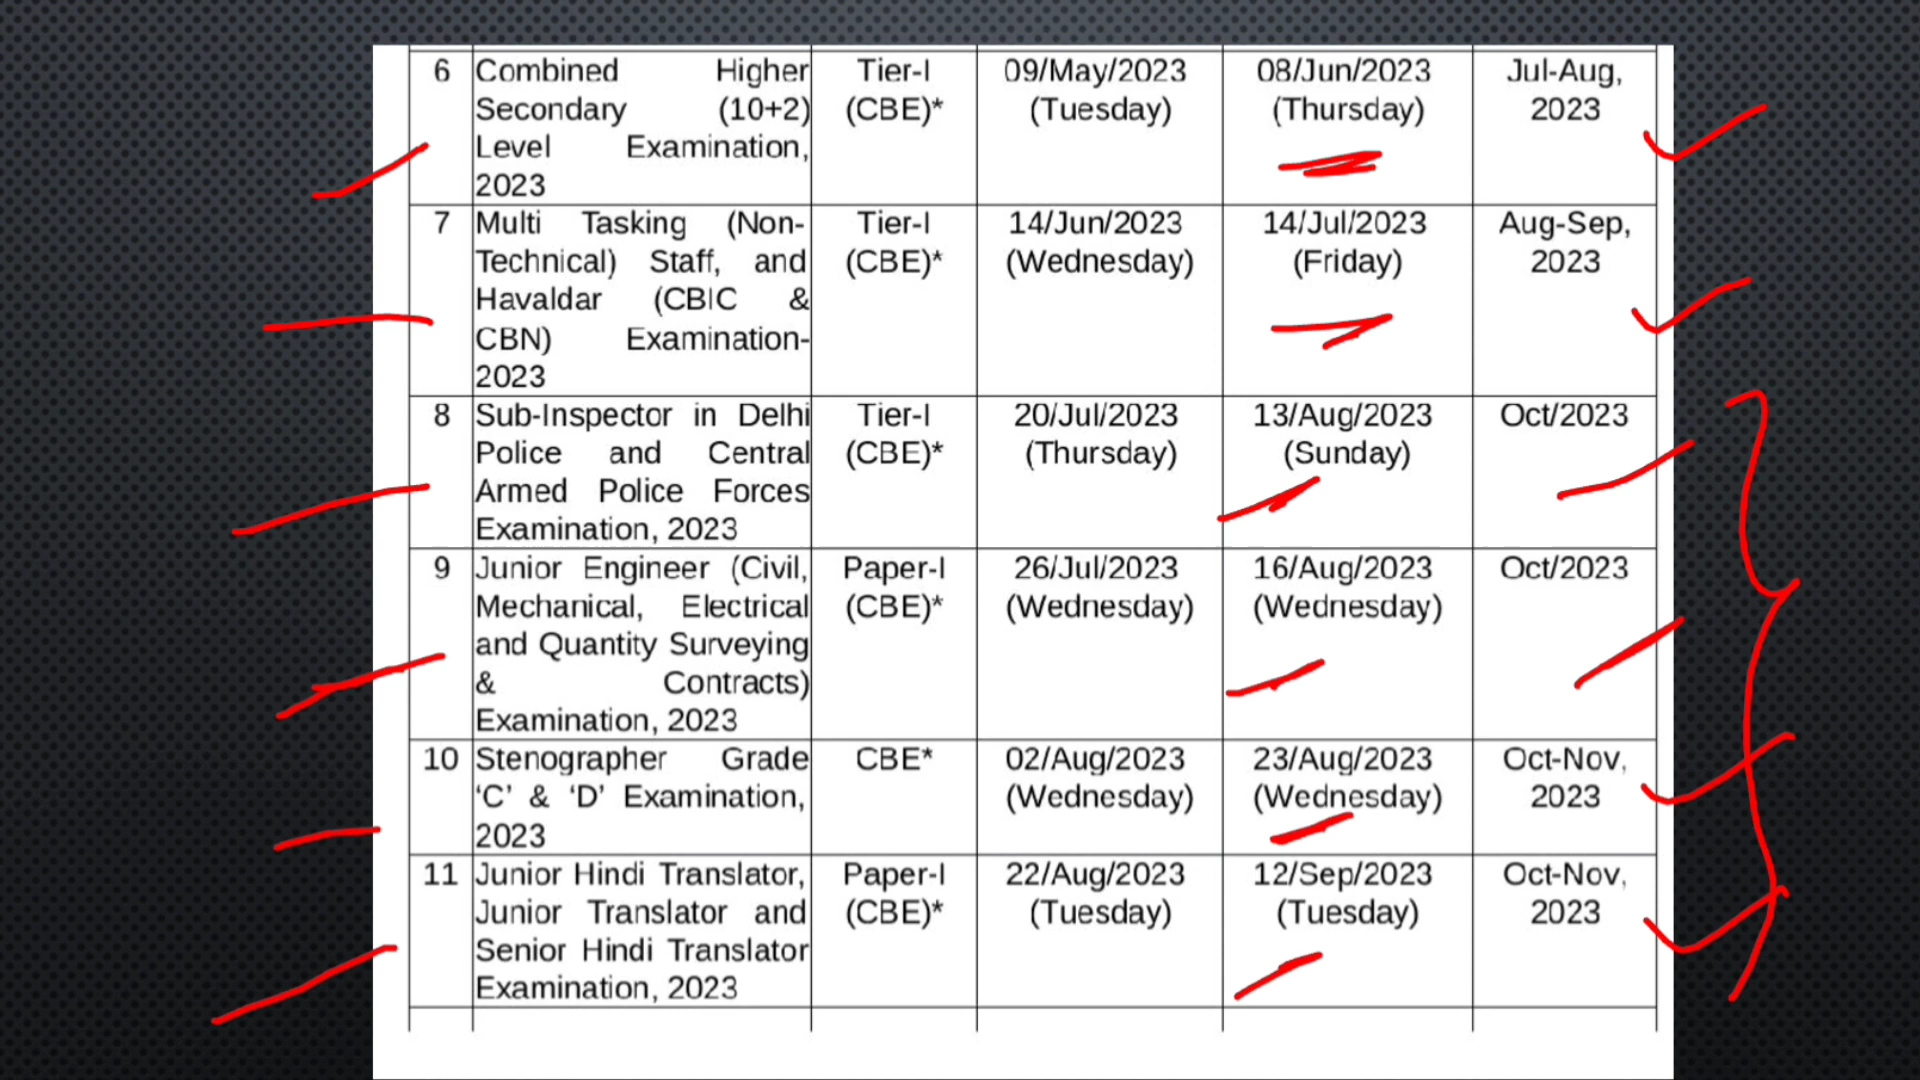 6 Combined Higher Tier-I 09/May/2023 08/Jun/2023 Jul-Aug,
Secondary (10+2) (CBE)* (Tuesday) (Thursday) 2023
Level Examination,
2023
7 Multi Tasking (Non- Tier-I 14/Jun/2023 14/Jul/2023 Aug-Sep,
Technical) Staff, and (CBE)* (Wednesday) (Friday) 2023
Havaldar (CBIC &
CBN) Examination-
2023
8 Sub-Inspector in Delhi Tier-I 20/Jul/2023 13/Aug/2023 Oct/2023
Police and Central (CBE)* (Thursday) (Sunday)
Armed Police Forces
Examination, 2023
9 Junior Engineer (Civil, Paper-I 26/Jul/2023 16/Aug/2023 Oct/2023
Mechanical, Electrical (CBE)* (Wednesday) (Wednesday)
and Quantity Surveying
& Contracts)
Examination, 2023
10 Stenographer Grade CBE* 02/Aug/2023 23/Aug/2023 Oct-Nov,
‘C’ & ‘D’ Examination, (Wednesday) (Wednesday) 2023
2023
11 Junior Hindi Translator, Paper-I 22/Aug/2023 12/Sep/2023 Oct-Nov,
Junior Translator and (CBE)* (Tuesday) (Tuesday) 2023
Senior Hindi Translator
Examination, 2023